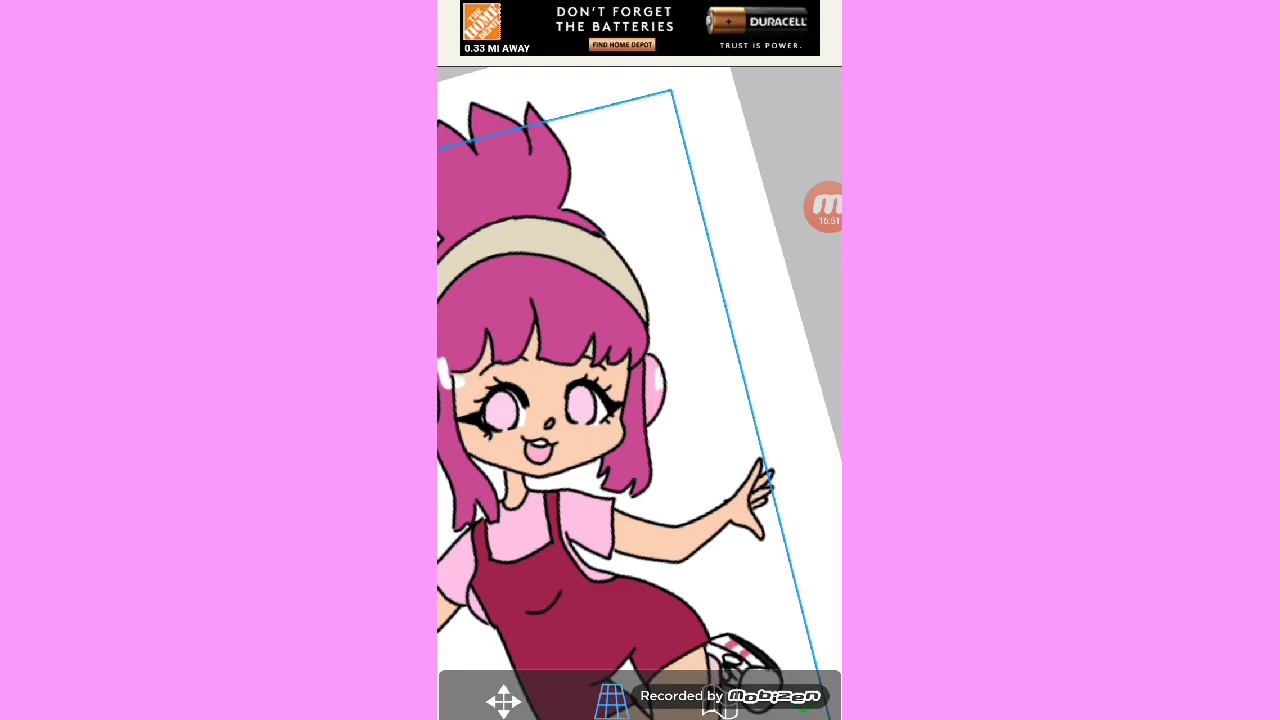 THE
HOME
DEPOT
0.33 MI AWAY
DON'T FORGET
THE BATTERIES
FIND HOME DEPOT
DURACELL
TRUST IS POWER.
16:51
Recorded by mobizen